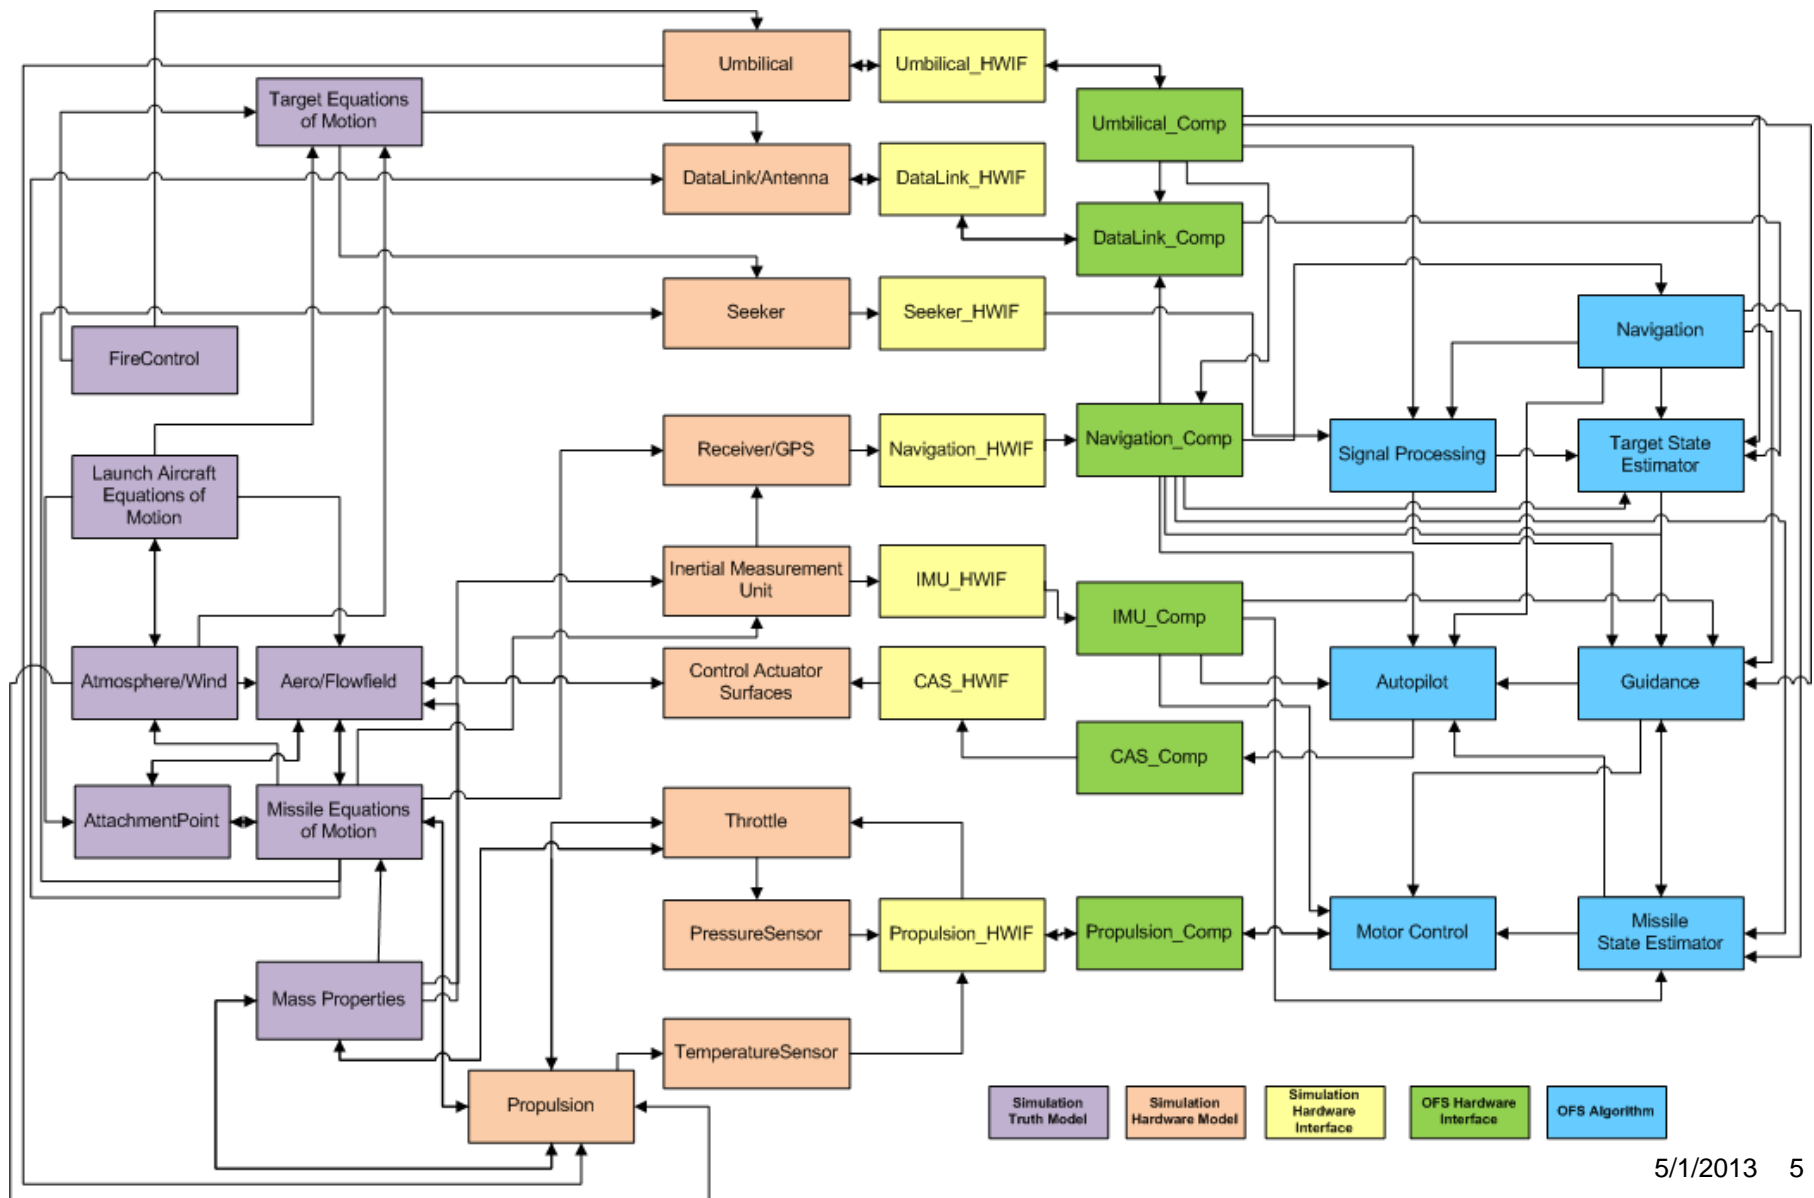 Umbilical
Umbilical_HWIF
Target Equations
of Motion
Umbilical_Comp
DataLink/Antenna
DataLink_HWIF
DataLink_Comp
Seeker
Seeker_HWIF
Navigation
FireControl
Receiver/GPS
Navigation_HWIF
Navigation_Comp
Signal Processing
Target State
Estimator
Launch Aircraft
Equations of
Motion
Inertial Measurement
Unit
IMU_HWIF
IMU_Comp
Atmosphere/Wind
Aero/Flowfield
Control Actuator
Surfaces
CAS_HWIF
Autopilot
Guidance
CAS_Comp
AttachmentPoint
Missile Equations
of Motion
Throttle
PressureSensor
Propulsion_HWIF
Propulsion_Comp
Motor Control
Missile
State Estimator
Mass Properties
TemperatureSensor
Propulsion
Simulation
Truth Model
Simulation
Hardware Model
Simulation
Hardware
Interface
OFS Hardware
Interface
OFS Algorithm
5/1/2013 5